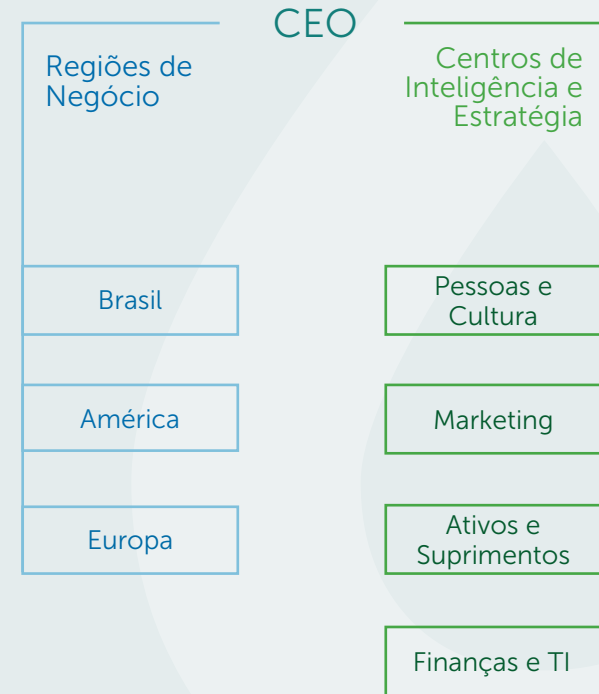 CEO
Regiões de
Negócio
Centros de
Inteligência e
Estratégia
Brasil
América
Europa
Pessoas e
Cultura
Marketing
Ativos e
Suprimentos
Finanças e TI